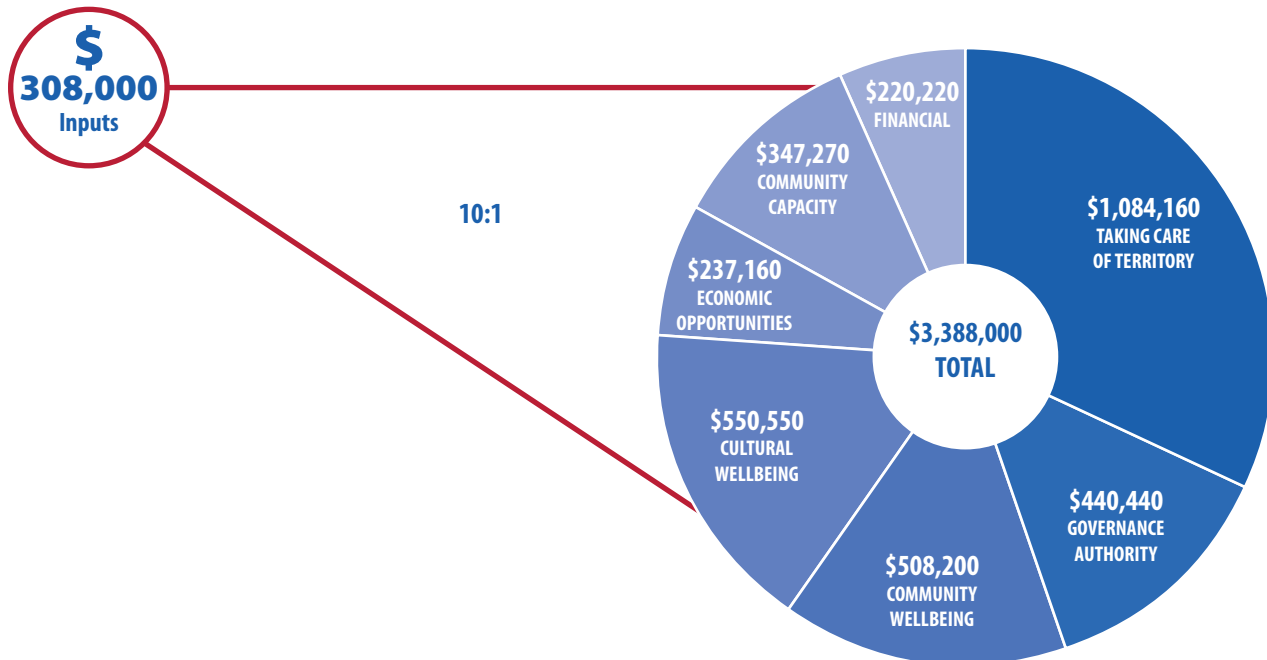 $
308,000
Inputs
10:1
$220,220
FINANCIAL
$347,270
COMMUNITY
CAPACITY
$237,160
ECONOMIC
OPPORTUNITIES
$550,550
CULTURAL
WELLBEING
$508,200
COMMUNITY
WELLBEING
$440,440
GOVERNANCE
AUTHORITY
$1,084,160
TAKING CARE
OF TERRITORY
$3,388,000
TOTAL